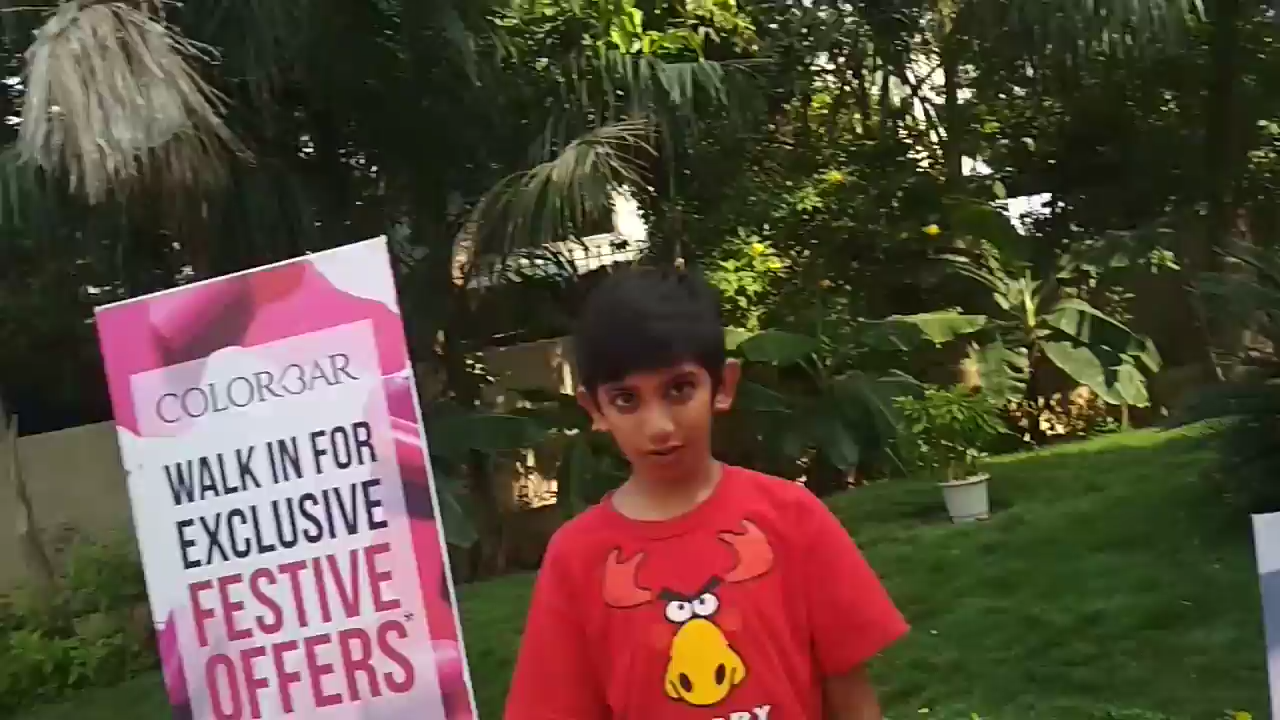 COLORBAR
WALK IN FOR
EXCLUSIVE
FESTIVE
OFFERS*